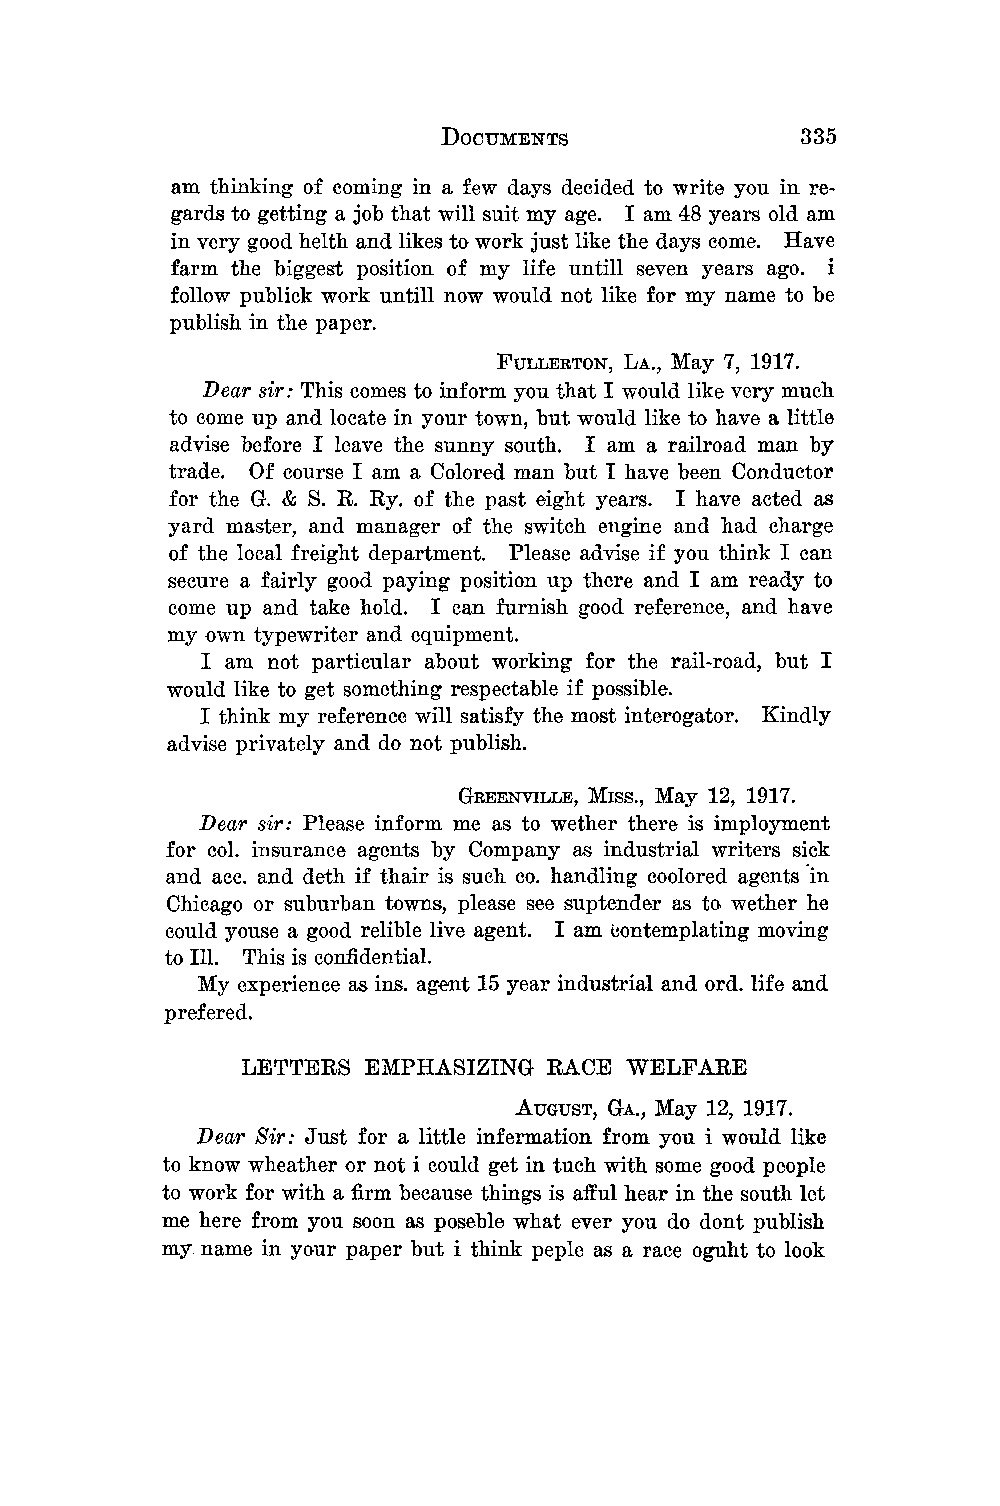 DOCUMENTS 335
am thinking of coming in a few days decided to write you in re-
gards to getting a job that will suit my age. I am 48 years old am
in very good helth and likes to work just like the days come. Have
farm the biggest position of my life untill seven years ago. i
follow publick work untill now would not like for my name to be
publish in the paper.
FULLERTON, LA., May 7, 1917.
Dear sir: This comes to inform you that I would like very much
to come up and locate in your town, but would like to have a little
advise before I leave the sunny south. I am a railroad man by
trade. Of course I am a Colored man but I have been Conductor
for the G. & S. R. Ry. of the past eight years. I have acted as
yard master, and manager of the switch engine and had charge
of the local freight department. Please advise if you think I can
secure a fairly good paying position up there and I am ready to
come up and take hold. I can furnish good reference, and have
my own typewriter and equipment.
I am not particular about working for the rail-road, but I
would like to get something respectable if possible.
I think my reference will satisfy the most interogator. Kindly
advise privately and do not publish.
GREENVILLE, MISS., May 12, 1917.
Dear sir: Please inform me as to wether there is imployment
for col. insurance agents by Company as industrial writers sick
and acc. and deth if thair is such co. handling coolored agents in
Chicago or suburban towns, please see suptender as to wether he
could youse a good relible live agent. I am contemplating moving
to Ill. This is confidential.
My experience as ins. agent 15 year industrial and ord. life and
prefered.
LETTERS EMPHASIZING RACE WELFARE
AUGUST, GA., May 12, 1917.
Dear Sir: Just for a little infermation from you i would like
to know wheather or not i could get in tuch with some good people
to work for with a firm because things is afful hear in the south let
me here from you soon as poseble what ever you do dont publish
my name in your paper but i think peple as a race oguht to look